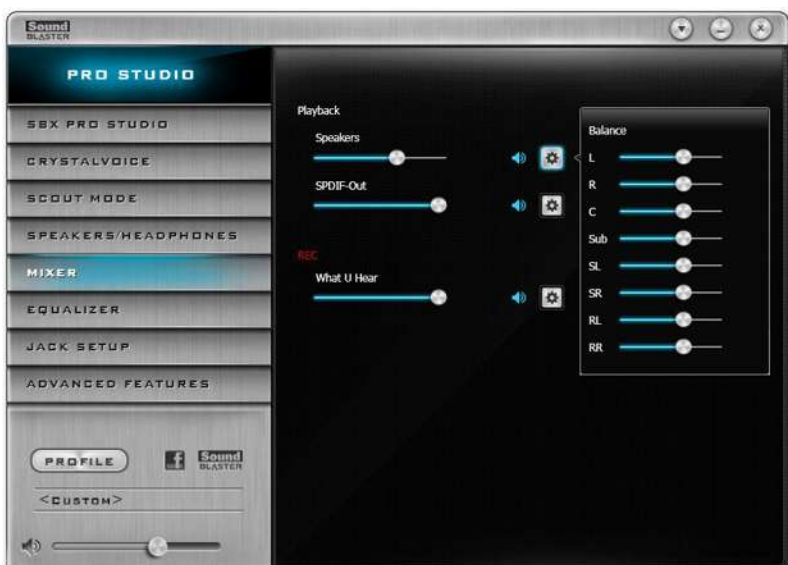 Sound
BLASTER
PRO STUDIO
SBX PRO STUDIO
CRYSTALVOICE
SCOUT MODE
SPEAKERS/HEADPHONES
MIXER
EQUALIZER
JACK SETUP
ADVANCED FEATURES
PROFILE
f
Sound
BLASTER
<CUSTOM>
Playback
Speakers
SPDIF-Out
REC
What U Hear
Balance
L
R
C
Sub
SL
SR
RL
RR